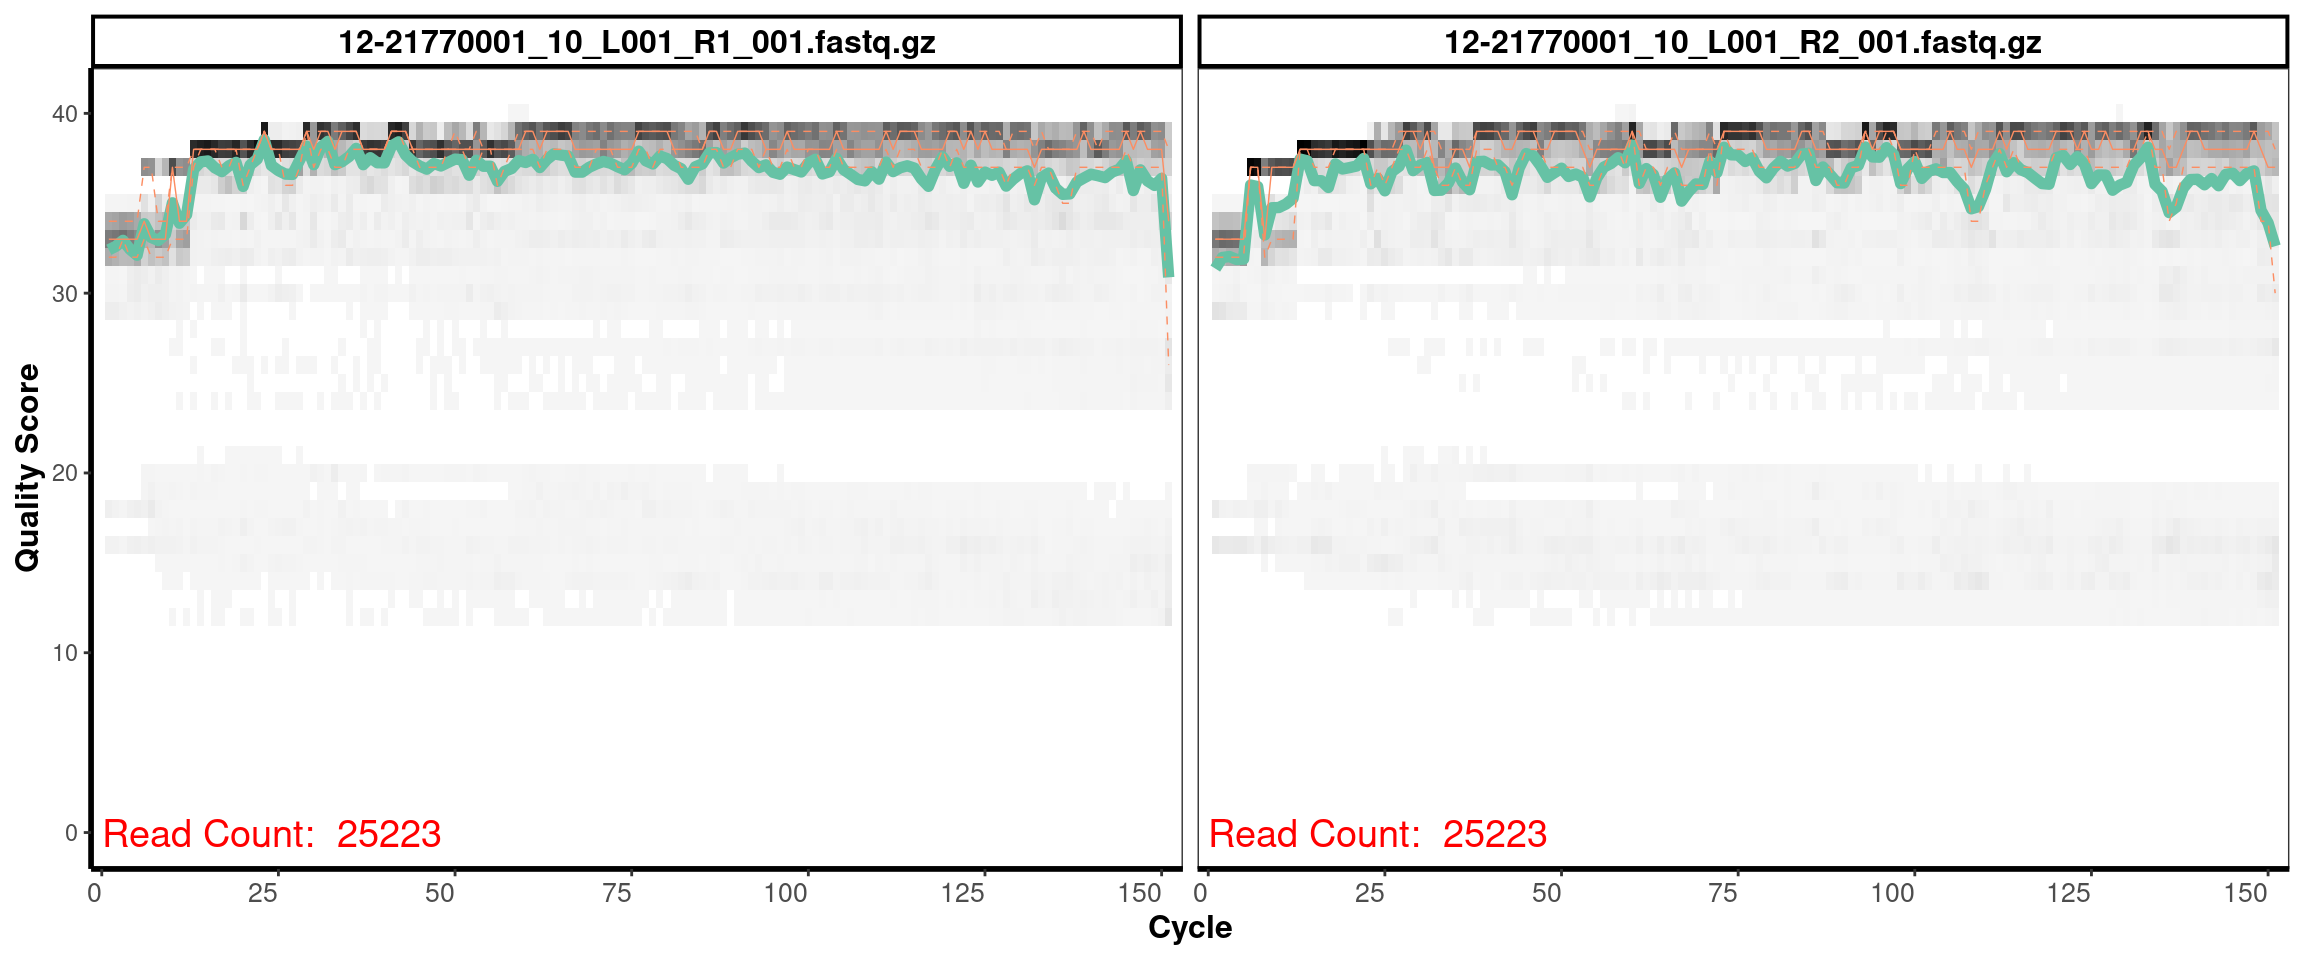 12-21770001_10_L001_R1_001.fastq.gz
12-21770001_10_L001_R2_001.fastq.gz
Quality Score
40
30
20
10
0
Read Count: 25223
Read Count: 25223
0 25 50 75 100 125 150
0 25 50 75 100 125 150
Cycle